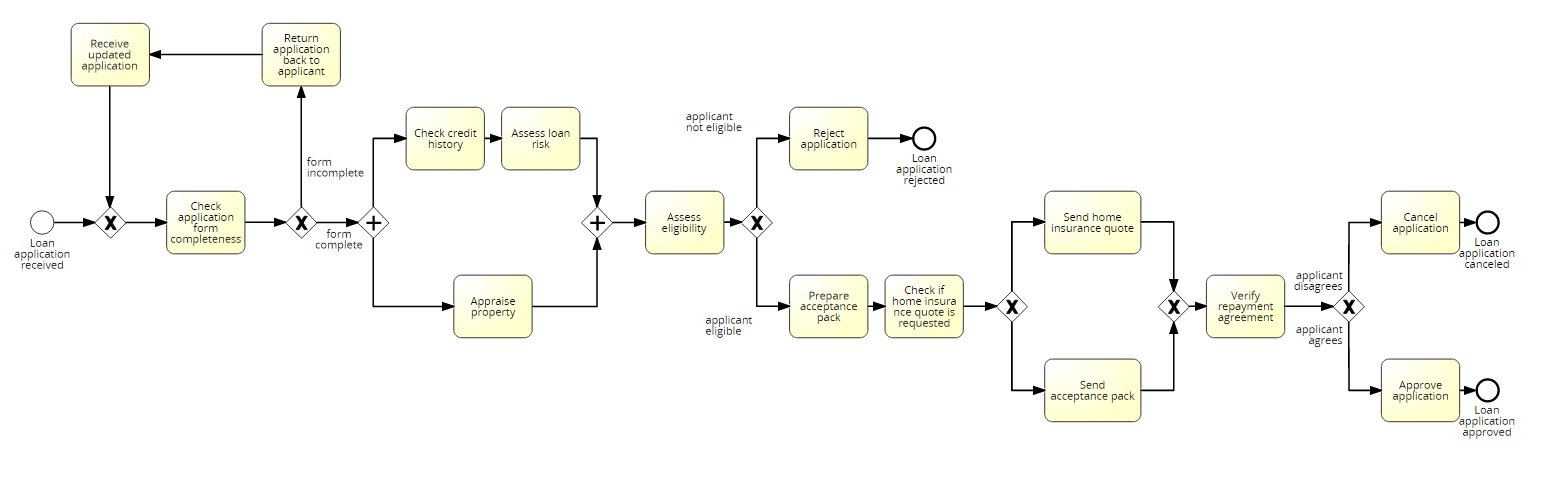 Receive
updated
application
Return
application
back to
applicant
form
incomplete
Loan
application
received
X
Check
application
form
completeness
X
form
complete
+
Check credit
history
Assess loan
risk
Appraise
property
+
Assess
eligibility
X
applicant
not eligible
Reject
application
Loan
application
rejected
applicant
eligible
Prepare
acceptance
pack
Check if
home insura
nce quote is
requested
X
Send home
insurance quote
Send
acceptance pack
X
Verify
repayment
agreement
applicant
disagrees
X
applicant
agrees
Cancel
application
Loan
application
canceled
Approve
application
Loan
application
approved